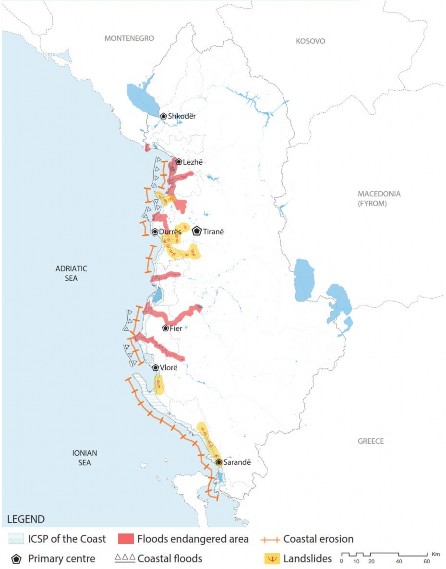 MONTENEGRO
KOSOVO
Shkodër
Lezhë
MACEDONIA
(FYROM)
Durrës
Tiranë
ADRIATIC
SEA
Fier
Vlorë
GREECE
IONIAN
SEA
Sarandë
LEGEND
ICSP of the Coast
Floods endangered area
Coastal erosion
Primary centre
Coastal floods
Landslides
0
10
20
40
60
Km